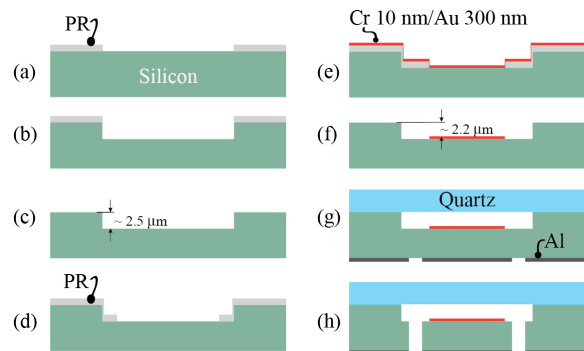 PR
(a)
Silicon
(b)
(c)
~ 2.5 µm
PR
(d)
Cr 10 nm/Au 300 nm
(e)
(f)
~ 2.2 µm
Quartz
(g)
Al
(h)